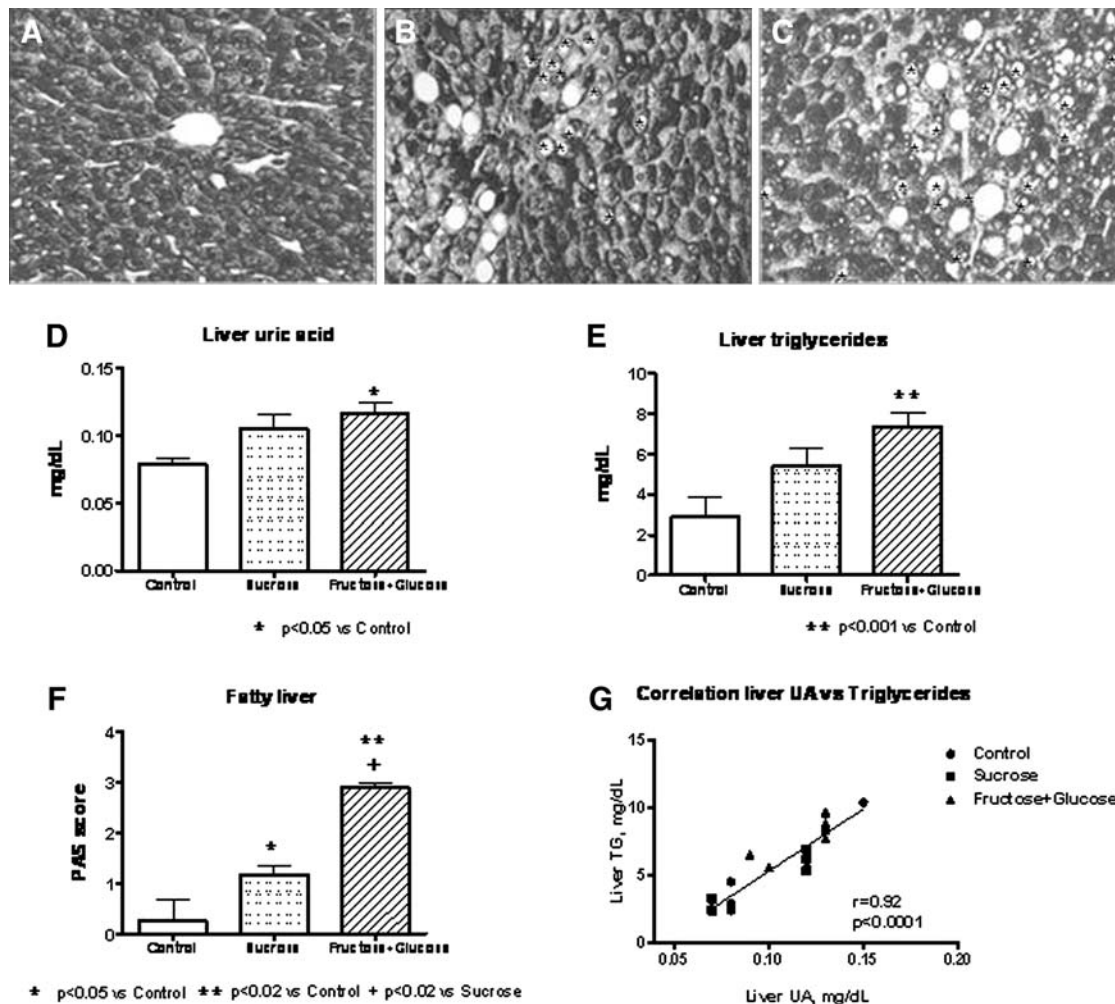 A
B
C
D
Liver uric acid
mg/dL
0.15
0.10
0.05
0.00
Control
Sucrose
Fructose+Glucose
*
* p<0.05 vs Control
E
Liver triglycerides
mg/dL
10
8
6
4
2
0
Control
Sucrose
Fructose+Glucose
**
** p<0.001 vs Control
F
Fatty liver
PAS score
4
3
2
1
0
Control
Sucrose
Fructose+Glucose
*
**
+
* p<0.05 vs Control ** p<0.02 vs Control + p<0.02 vs Sucrose
G
Correlation liver UA vs Triglycerides
Liver TG, mg/dL
15
10
5
0
0.05
0.10
0.15
0.20
Liver UA, mg/dL
Control
Sucrose
Fructose+Glucose
r=0.92
p<0.0001